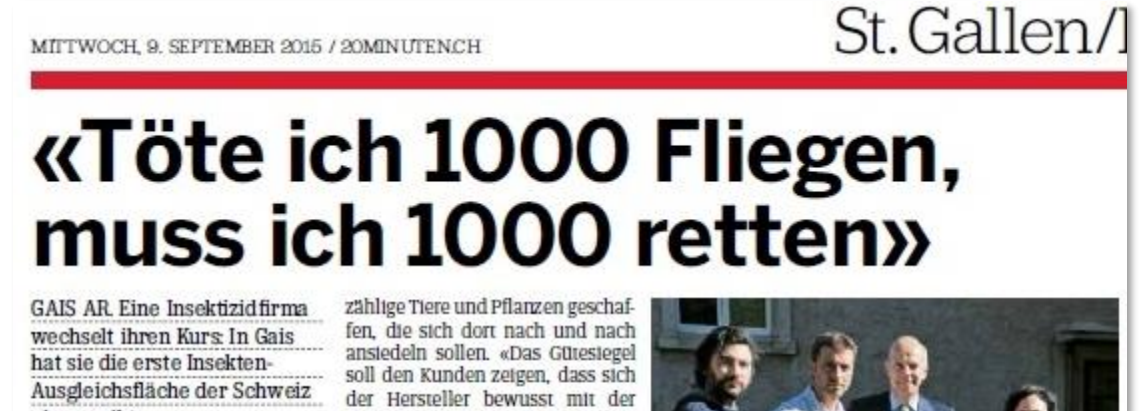 MITTWOCH, 9. SEPTEMBER 2015 / 20MINUTEN.CH
St. Gallen/
«Töte ich 1000 Fliegen,
muss ich 1000 retten»
GAIS AR. Eine Insektizidfirma
wechselt ihren Kurs: In Gais
hat sie die erste Insekten-
Ausgleichsfläche der Schweiz
zählige Tiere und Pflanzen geschaf-
fen, die sich dort nach und nach
ansiedeln sollen. «Das Gütesiegel
soll den Kunden zeigen, dass sich
der Hersteller bewusst mit der